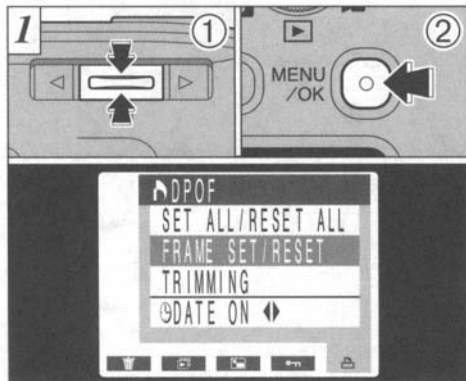 1
①
②
MENU
/OK
DPOF
SET ALL/RESET ALL
FRAME SET/RESET
TRIMMING
DATE ON